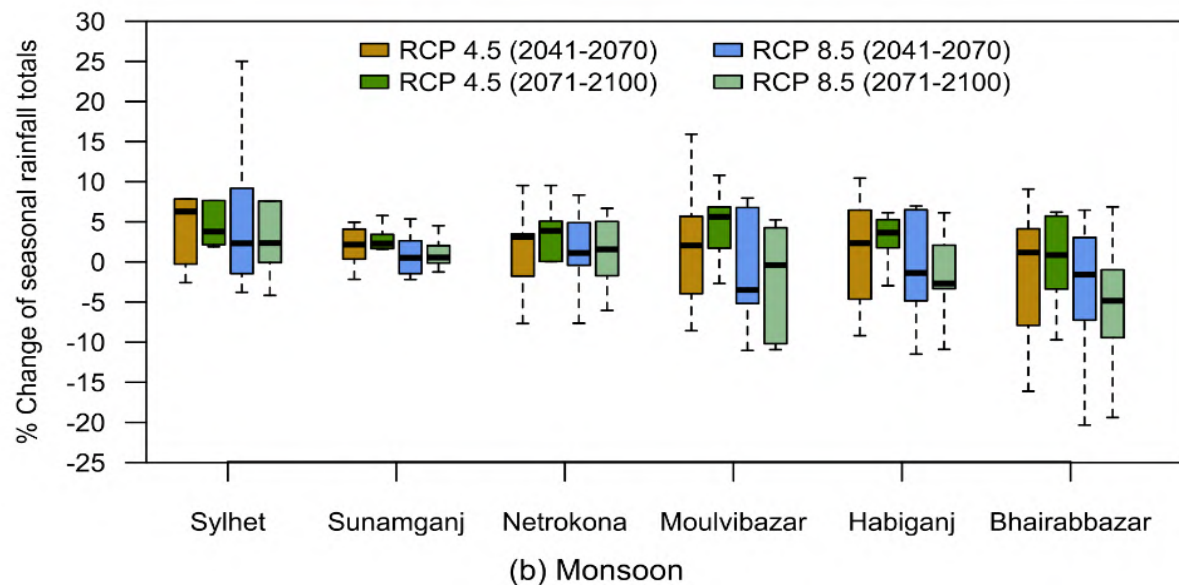 30
25
20
15
10
5
0
-5
-10
-15
-20
-25
% Change of seasonal rainfall totals
RCP 4.5 (2041-2070) RCP 8.5 (2041-2070)
RCP 4.5 (2071-2100) RCP 8.5 (2071-2100)
Sylhet Sunamganj Netrokona Moulvibazar Habiganj Bhairabbazar
(b) Monsoon